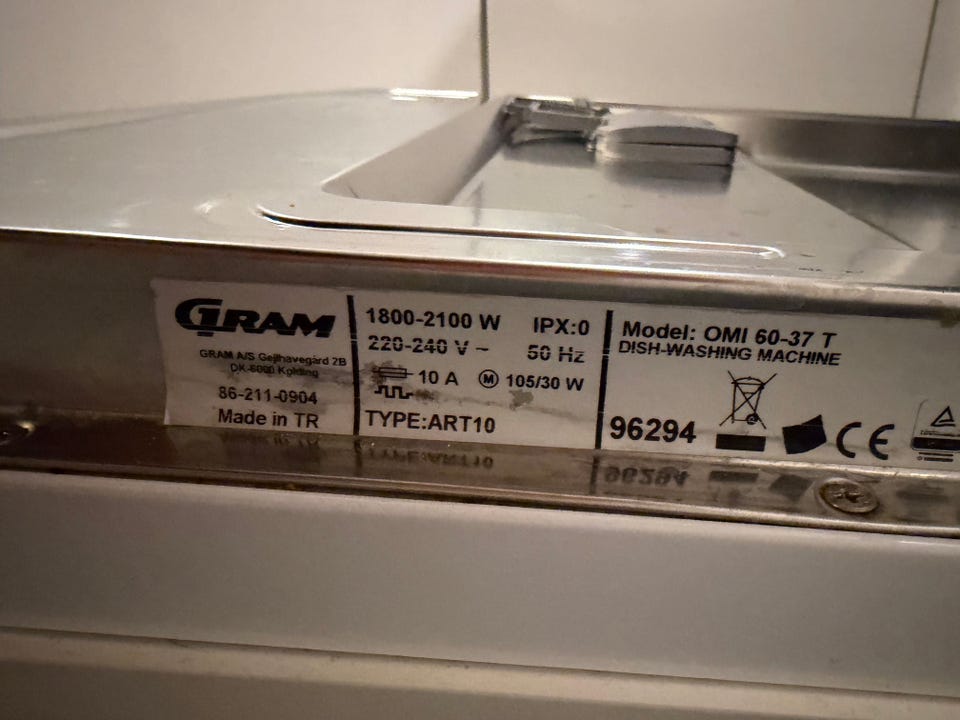 GRAM
GRAM A/S Gejlhavegård 2B
DK-6000 Kolding
86-211-0904
Made in TR
1800-2100 W IPX:0
220-240 V ~ 50 Hz
10 A M 105/30 W
TYPE:ART10
Model: OMI 60-37 T
DISH-WASHING MACHINE
96294 CE